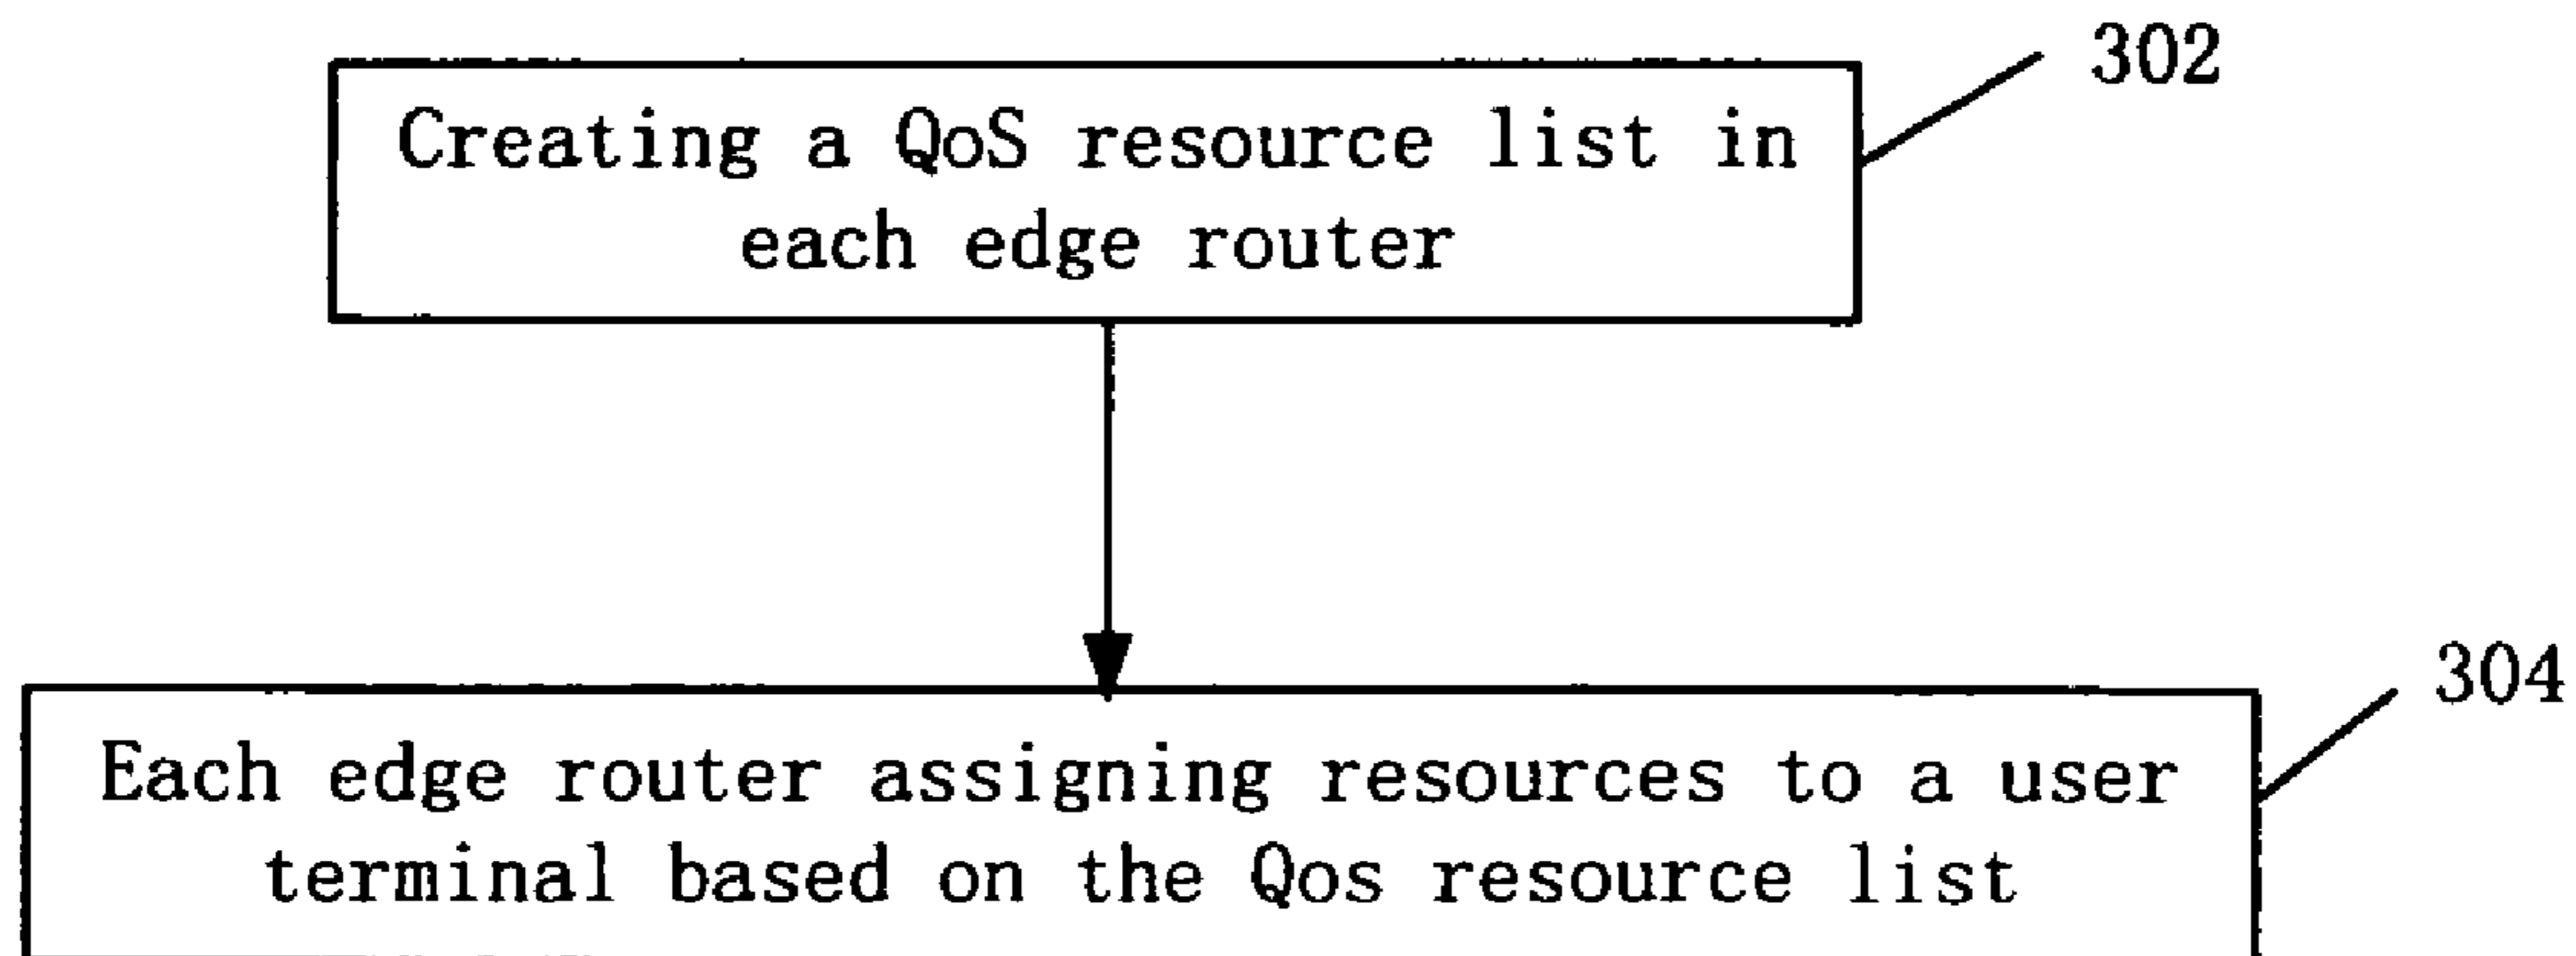 302
Creating a QoS resource list in
each edge router
304
Each edge router assigning resources to a user
terminal based on the Qos resource list